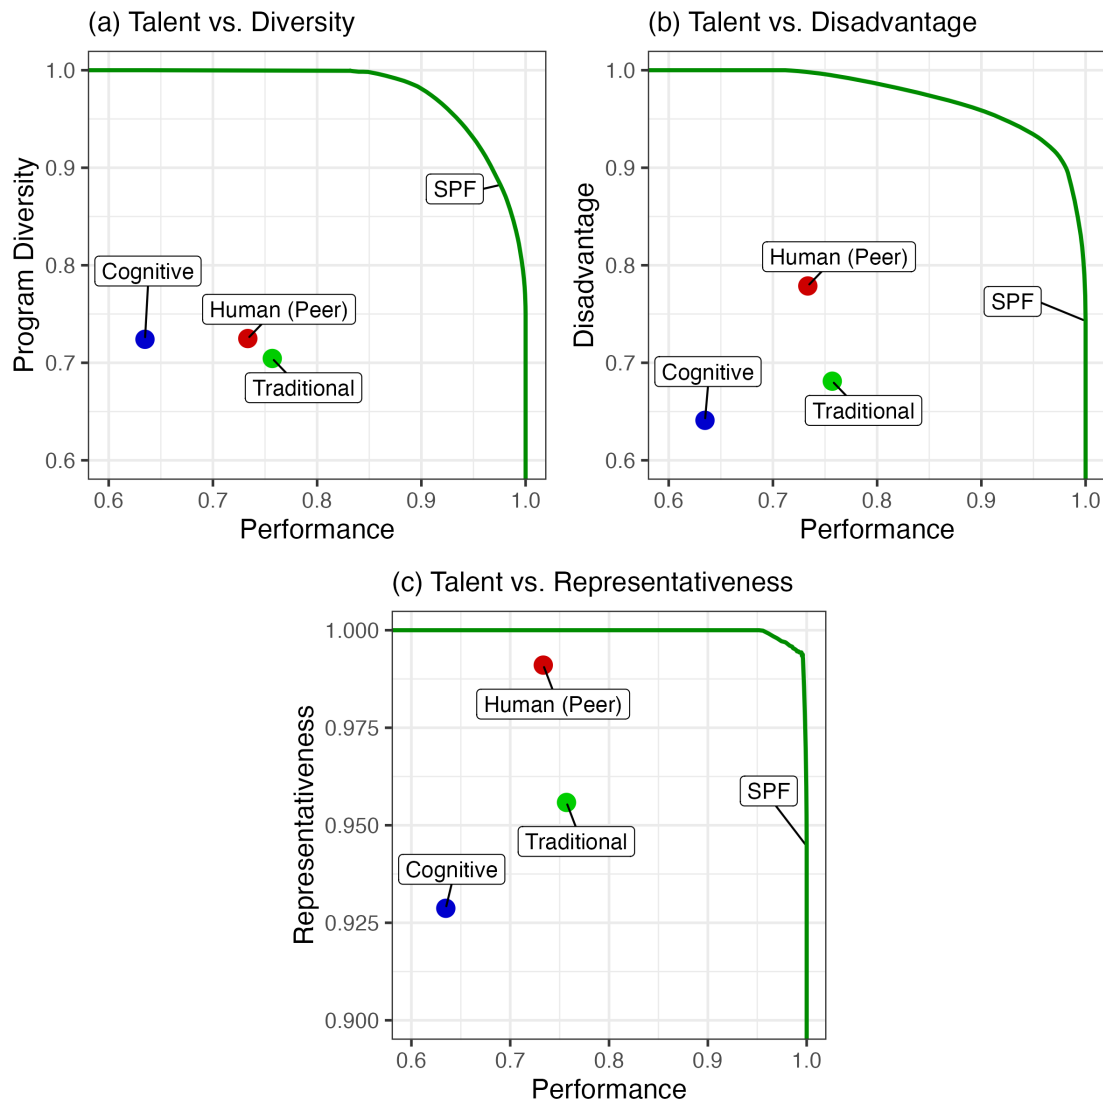 (a) Talent vs. Diversity
Program Diversity
1.0
0.9
0.8
0.7
0.6
SPF
Cognitive
Human (Peer)
Traditional
0.6 0.7 0.8 0.9 1.0
Performance
(b) Talent vs. Disadvantage
Disadvantage
1.0
0.9
0.8
0.7
0.6
Human (Peer)
SPF
Cognitive
Traditional
0.6 0.7 0.8 0.9 1.0
Performance
(c) Talent vs. Representativeness
Representativeness
1.000
0.975
0.950
0.925
0.900
Human (Peer)
SPF
Traditional
Cognitive
0.6 0.7 0.8 0.9 1.0
Performance